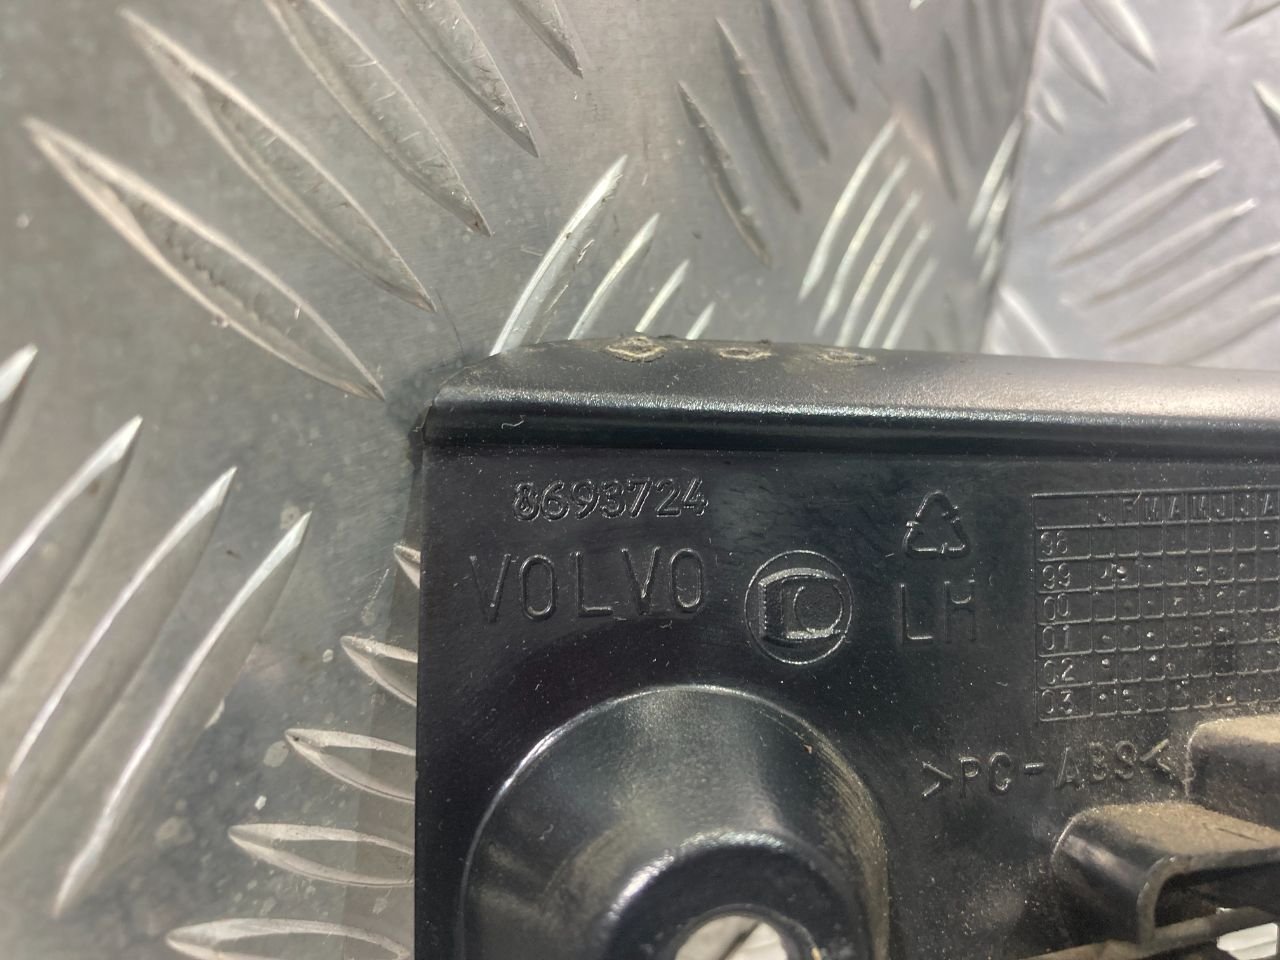 8693724
VOLVO
LH
J F M A M J J A
98
99
00
01
02
03
>PC-ABS<